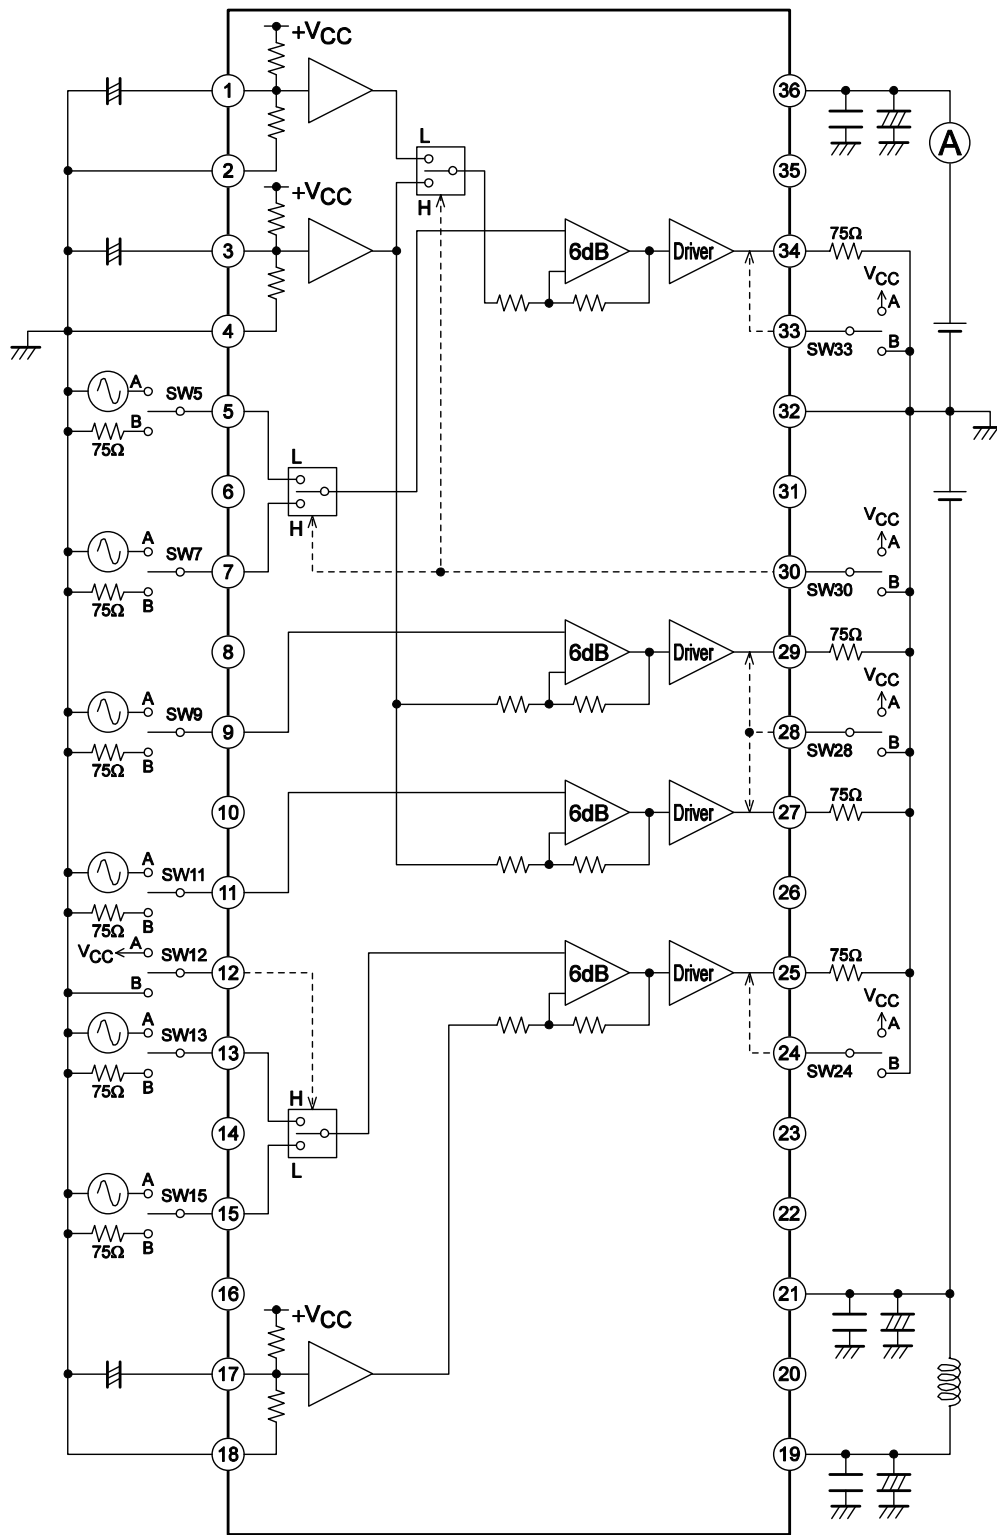 +VCC
1
36
L
A
2
35
+VCC
H
3
6dB
Driver
34
75Ω
VCC
A
4
33
SW33
B
A
SW5
5
32
B
75Ω
L
6
31
H
VCC
A
A
SW7
7
30
SW30
B
75Ω
B
8
6dB
Driver
29
75Ω
VCC
A
A
SW9
9
28
SW28
B
75Ω
B
10
6dB
Driver
27
75Ω
A
SW11
11
26
75Ω
B
VCC
A
SW12
12
6dB
Driver
25
75Ω
B
VCC
A
A
SW13
13
24
SW24
B
75Ω
B
H
14
23
L
A
SW15
15
22
75Ω
B
16
21
+VCC
17
20
18
19